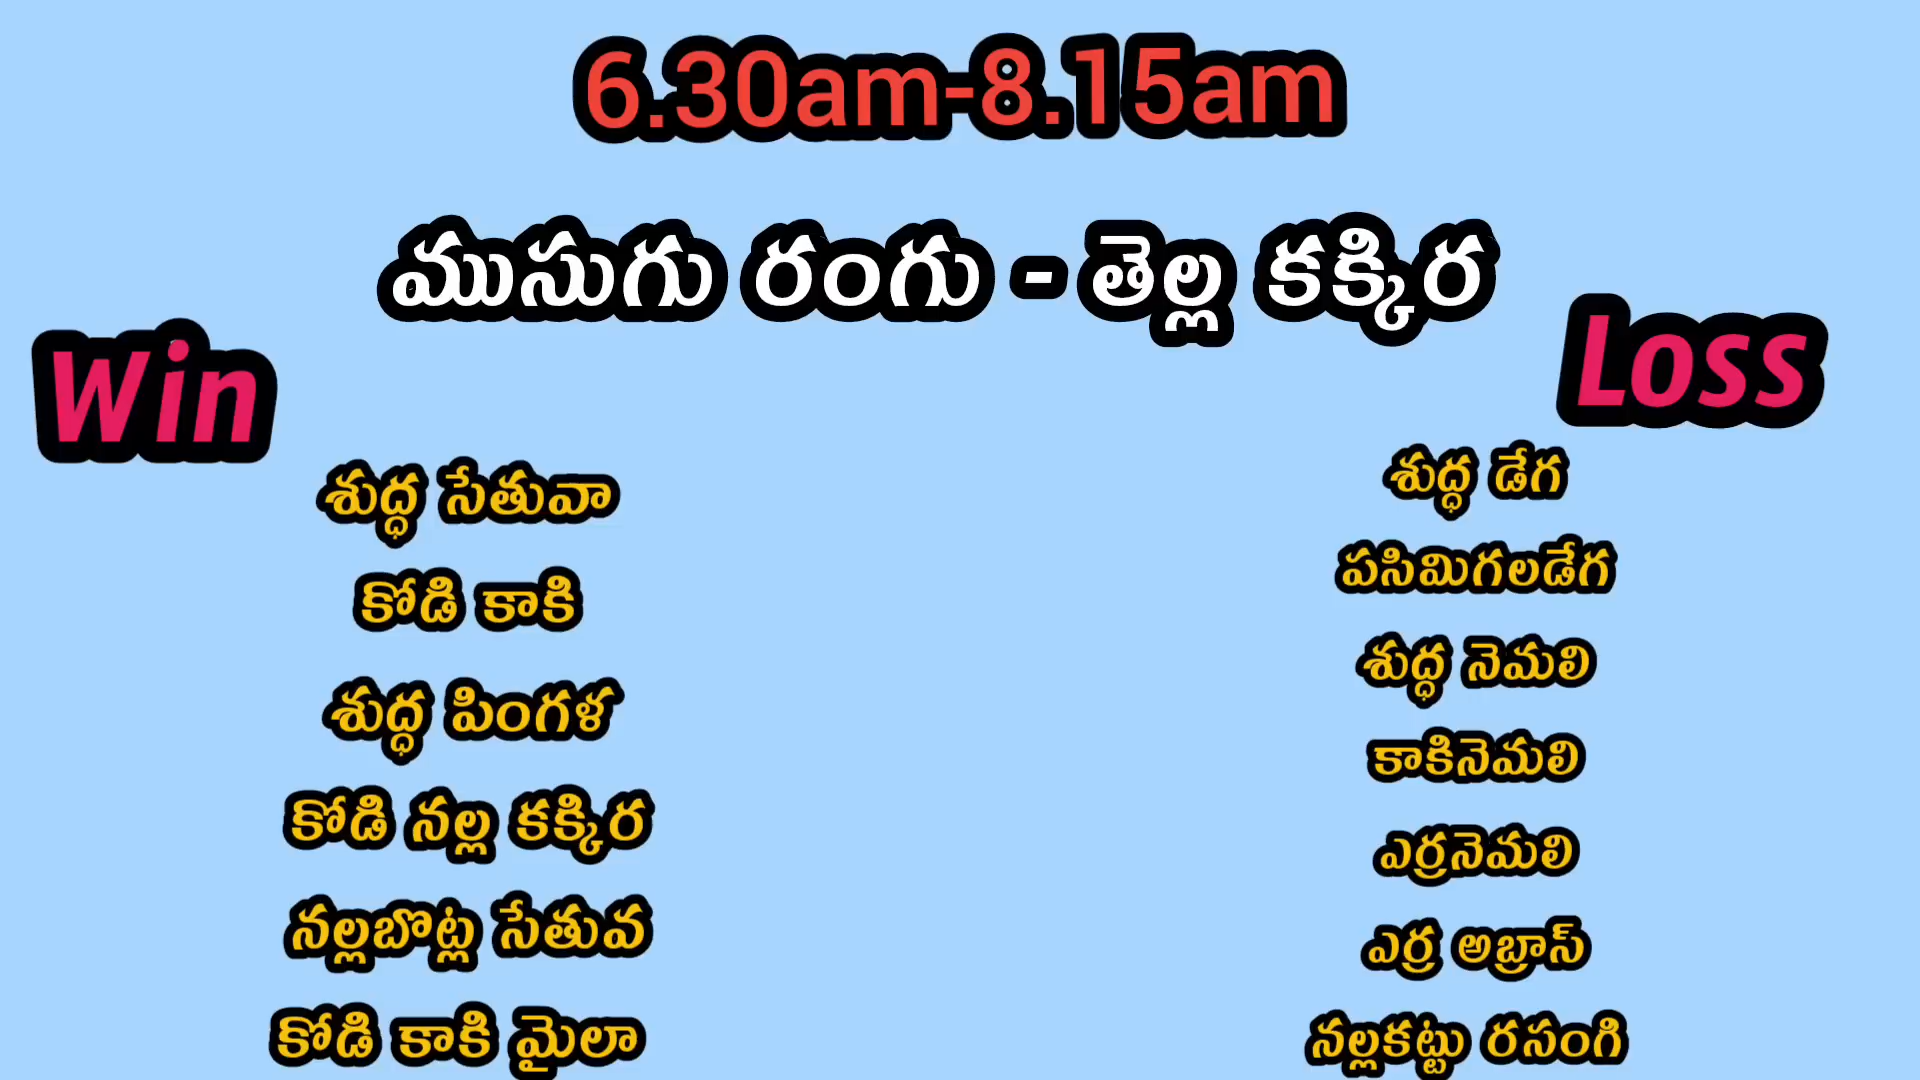 6.30am-8.15am
ముసుగు రంగు - తెల్ల కక్కిర
Win
శుద్ధ సేతువా
కోడి కాకి
శుద్ధ పింగళ
కోడి నల్ల కక్కిర
నల్లబొట్ల సేతువ
కోడి కాకి మైలా
Loss
శుద్ధ డేగ
పసిమిగలడేగ
శుద్ధ నెమలి
కాకినెమలి
ఎర్రనెమలి
ఎర్ర అబ్రాస్
నల్లకట్టు రసంగి